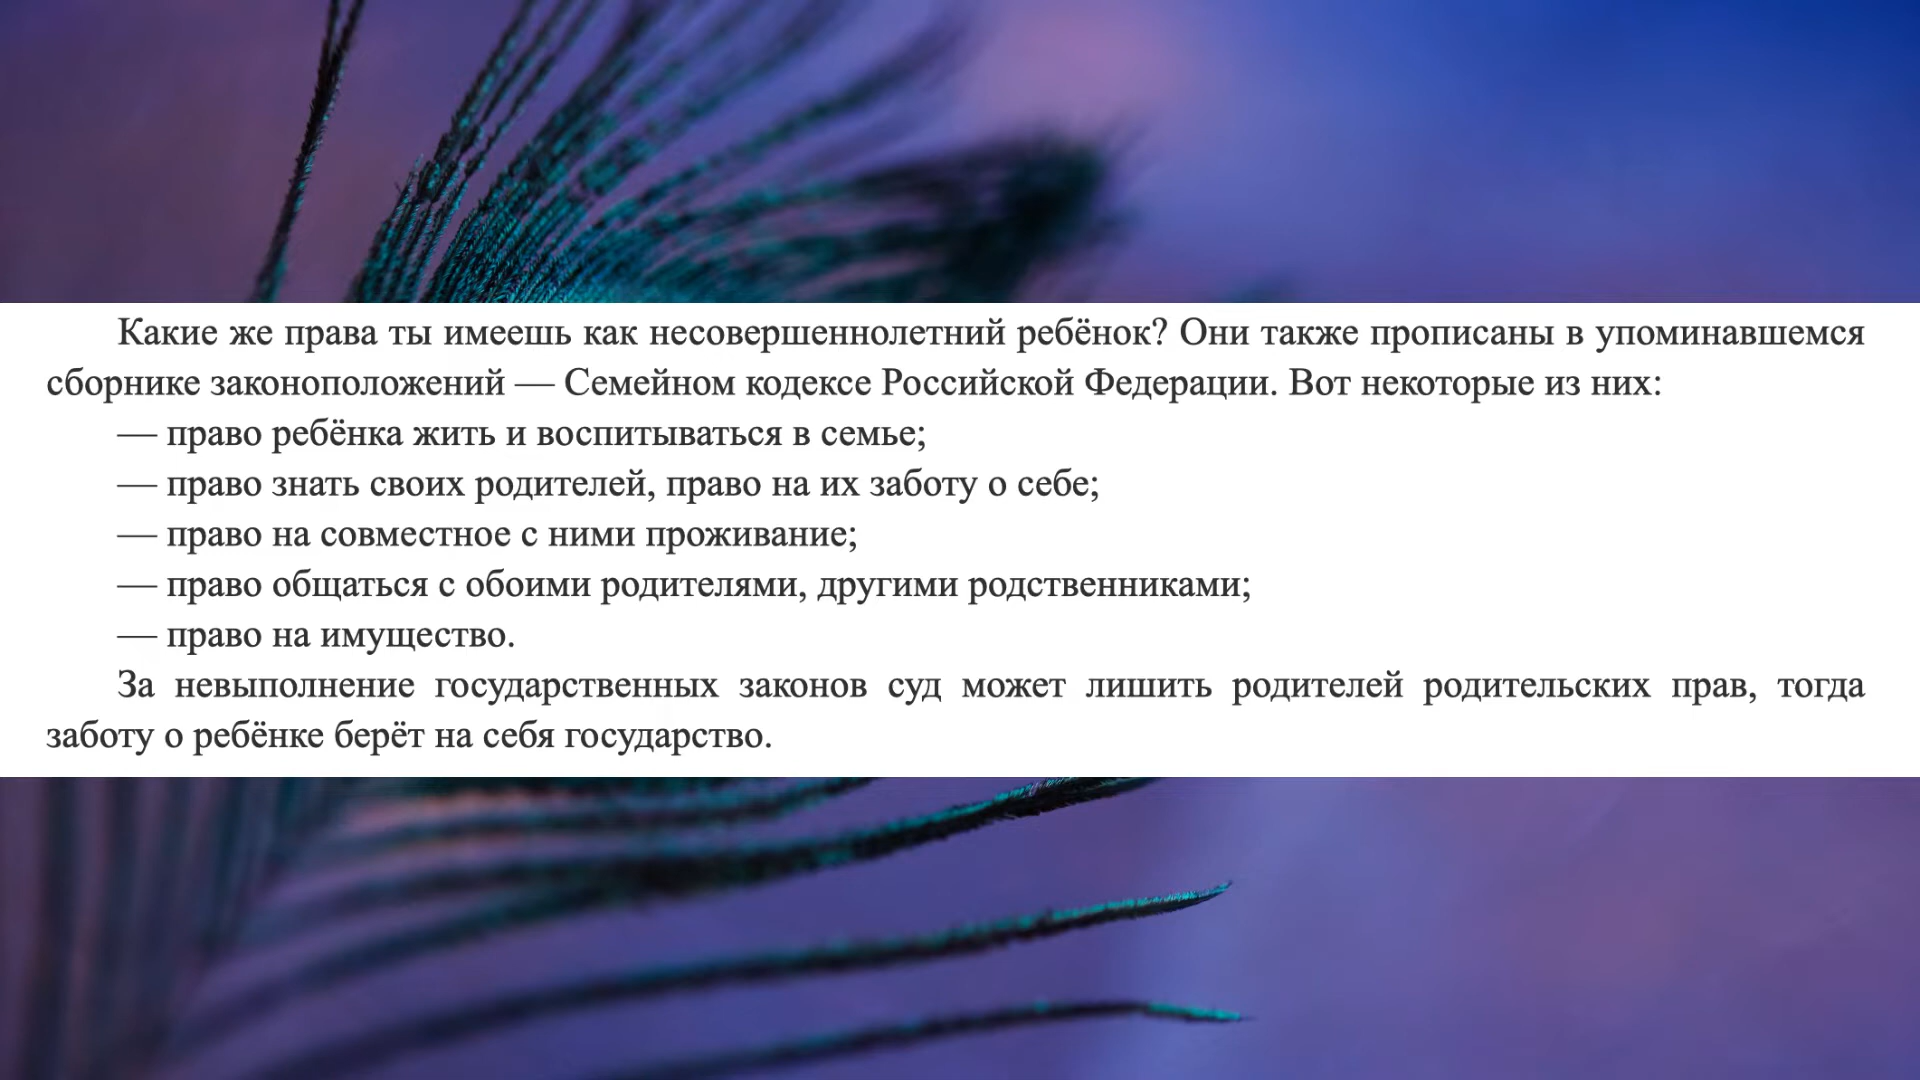 Какие же права ты имеешь как несовершеннолетний ребёнок? Они также прописаны в упоминавшемся
сборнике законоположений — Семейном кодексе Российской Федерации. Вот некоторые из них:
— право ребёнка жить и воспитываться в семье;
— право знать своих родителей, право на их заботу о себе;
— право на совместное с ними проживание;
— право общаться с обоими родителями, другими родственниками;
— право на имущество.
За невыполнение государственных законов суд может лишить родителей родительских прав, тогда
заботу о ребёнке берёт на себя государство.